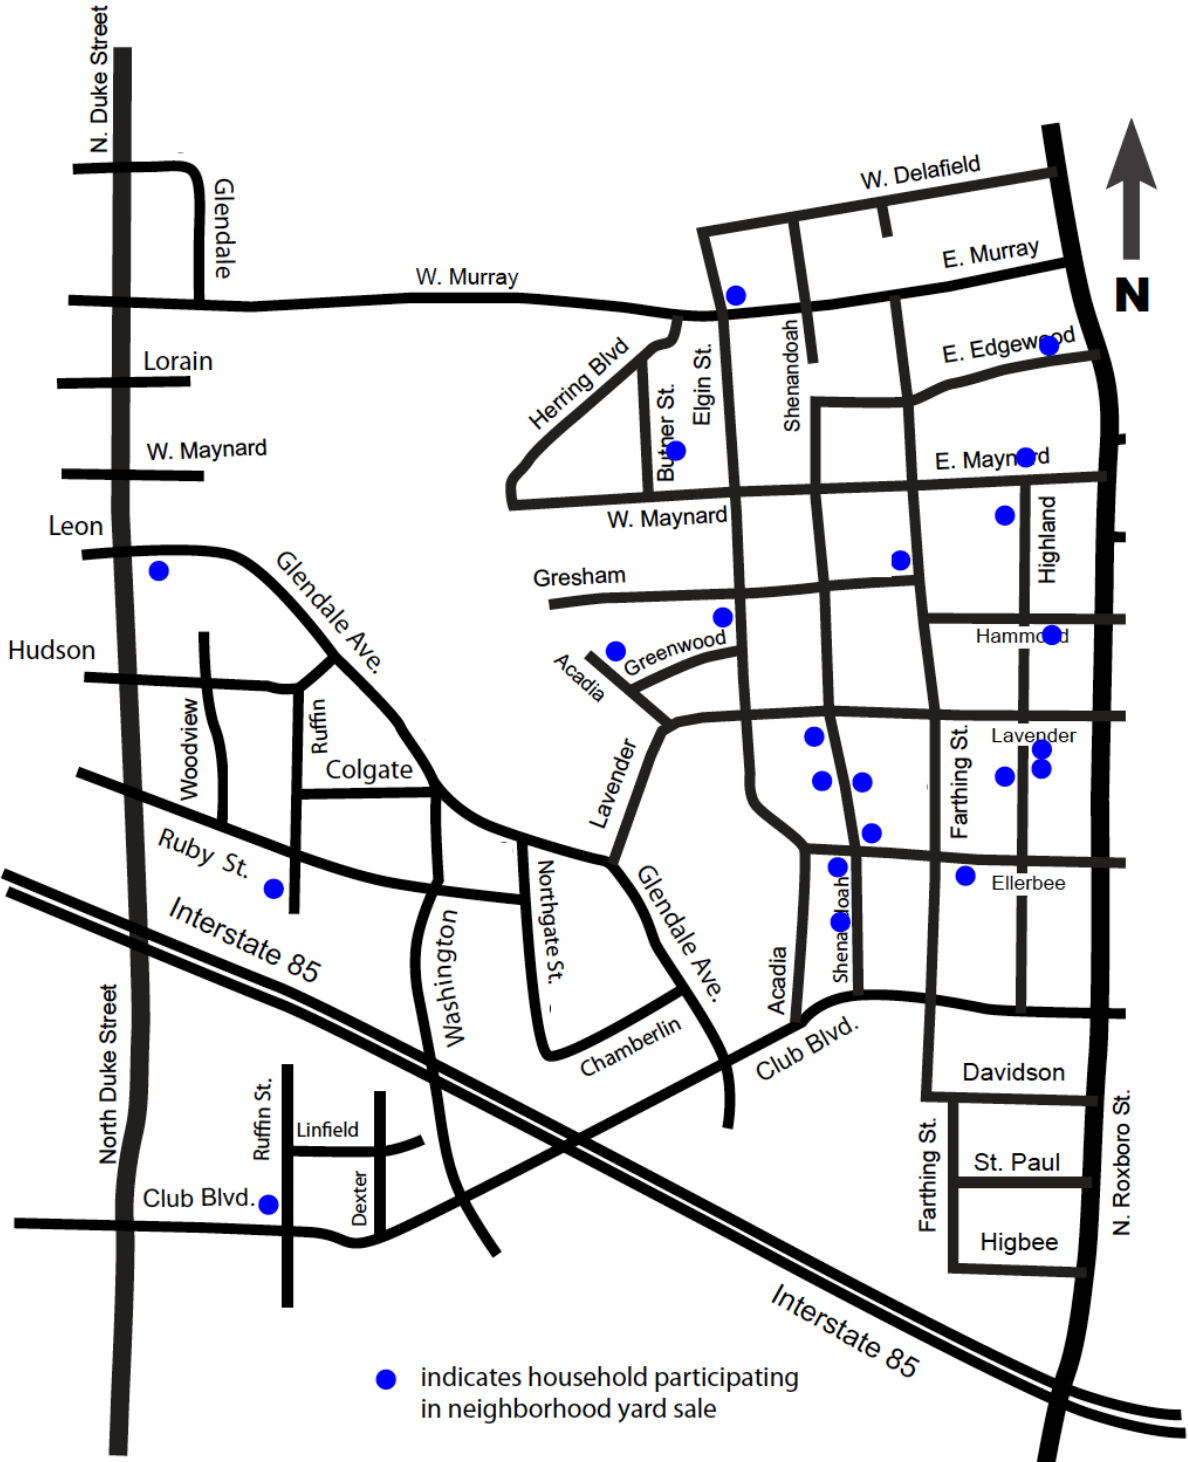 N. Duke Street
W. Delafield
Glendale
E. Murray
W. Murray
N
Shenandoah
E. Edgewood
Herring Blvd
Elgin St.
Lorain
Butner St.
W. Maynard
E. Maynard
W. Maynard
Leon
Highland
Glendale Ave.
Gresham
Hammond
Hudson
Greenwood
Acadia
Woodview
Ruffin
Lavender
Farthing St.
Colgate
Lavender
Ruby St.
Northgate St.
Glendale Ave.
Ellerbee
Interstate 85
Washington
Shenandoah
Acadia
North Duke Street
Chamberlin
Club Blvd.
Davidson
Ruffin St.
Linfield
Farthing St.
St. Paul
N. Roxboro St.
Club Blvd.
Dexter
Higbee
Interstate 85
indicates household participating
in neighborhood yard sale